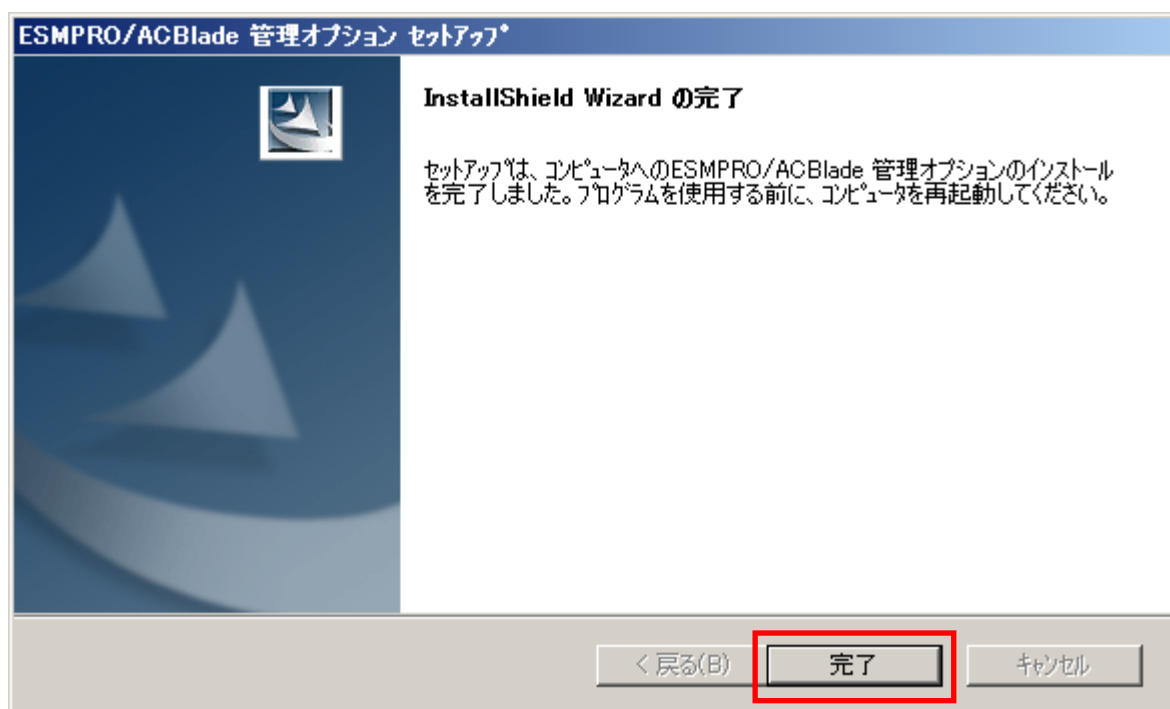 ESMPRO/ACBlade 管理オプション ｾｯﾄｱｯﾌﾟ
InstallShield Wizard の完了
ｾｯﾄｱｯﾌﾟは、ｺﾝﾋﾟｭｰﾀへのESMPRO/ACBlade 管理オプションのインストール
を完了しました。ﾌﾟﾛｸﾞﾗﾑを使用する前に、ｺﾝﾋﾟｭｰﾀを再起動してください。
< 戻る(B)
完了
ｷｬﾝｾﾙ